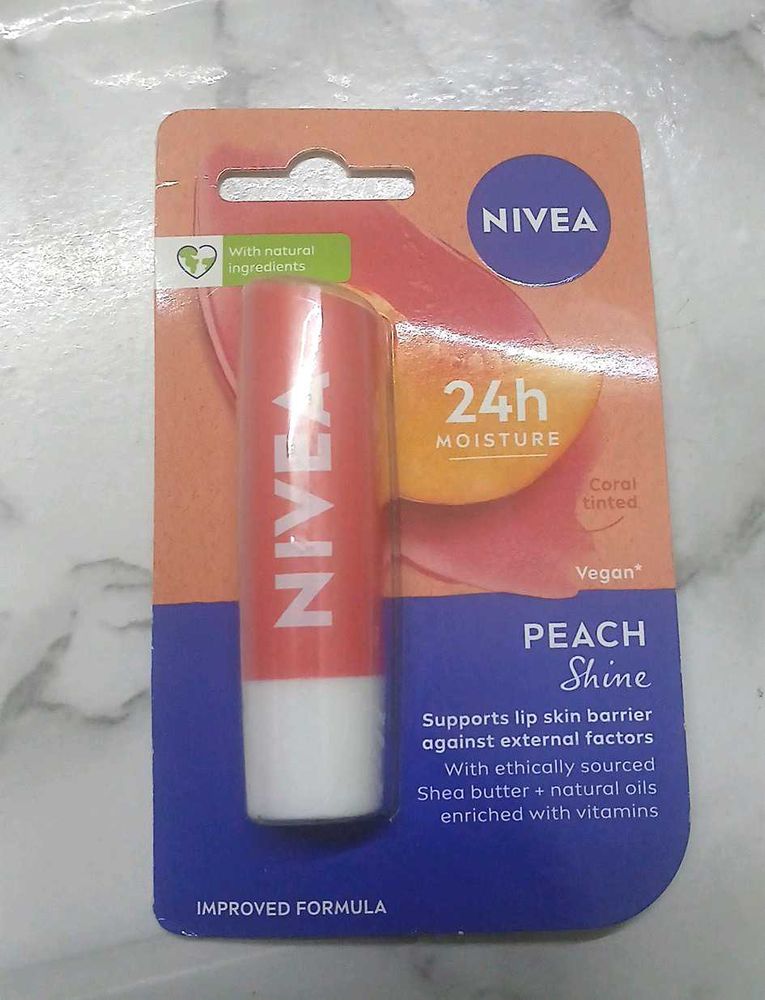 NIVEA
With natural
ingredients
NIVEA
24h
MOISTURE
Coral
tinted
Vegan*
PEACH
Shine
Supports lip skin barrier
against external factors
With ethically sourced
Shea butter + natural oils
enriched with vitamins
IMPROVED FORMULA